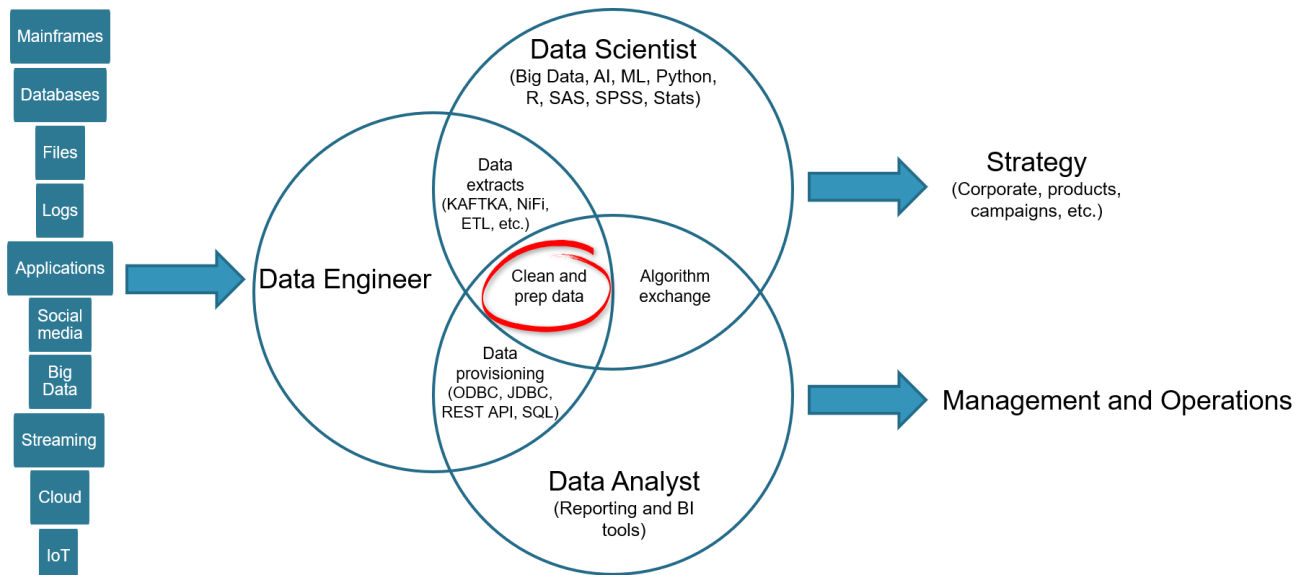 Mainframes
Databases
Files
Logs
Applications
Social
media
Big
Data
Streaming
Cloud
IoT
Data Engineer
Data Scientist
(Big Data, AI, ML, Python,
R, SAS, SPSS, Stats)
Data
extracts
(KAFTKA, NiFi,
ETL, etc.)
Clean and
prep data
Algorithm
exchange
Data
provisioning
(ODBC, JDBC,
REST API, SQL)
Data Analyst
(Reporting and BI
tools)
Strategy
(Corporate, products,
campaigns, etc.)
Management and Operations